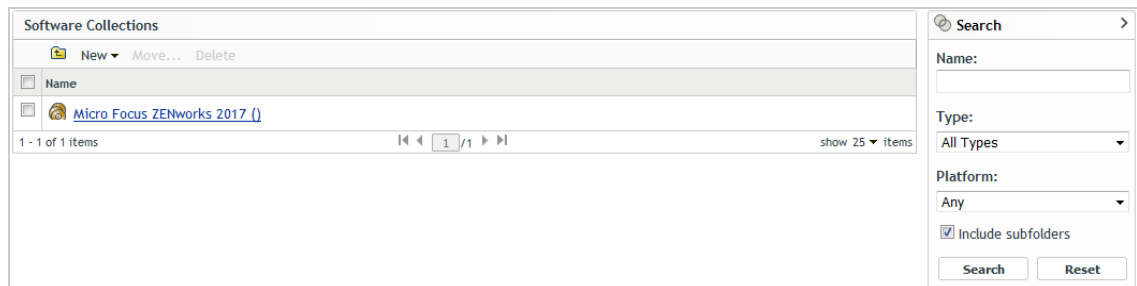 Software Collections
New Move... Delete
Name
Micro Focus ZENworks 2017 ()
1 - 1 of 1 items 1 /1 show 25 items
Search
Name:
Type:
All Types
Platform:
Any
Include subfolders
Search Reset